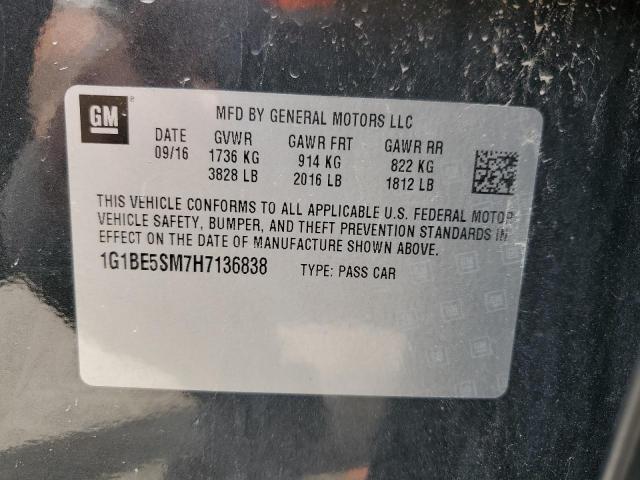 GM
MFD BY GENERAL MOTORS LLC
DATE GVWR GAWR FRT GAWR RR
09/16 1736 KG 914 KG 822 KG
3828 LB 2016 LB 1812 LB
THIS VEHICLE CONFORMS TO ALL APPLICABLE U.S. FEDERAL MOTOR
VEHICLE SAFETY, BUMPER, AND THEFT PREVENTION STANDARDS IN
EFFECT ON THE DATE OF MANUFACTURE SHOWN ABOVE.
1G1BE5SM7H7136838 TYPE: PASS CAR